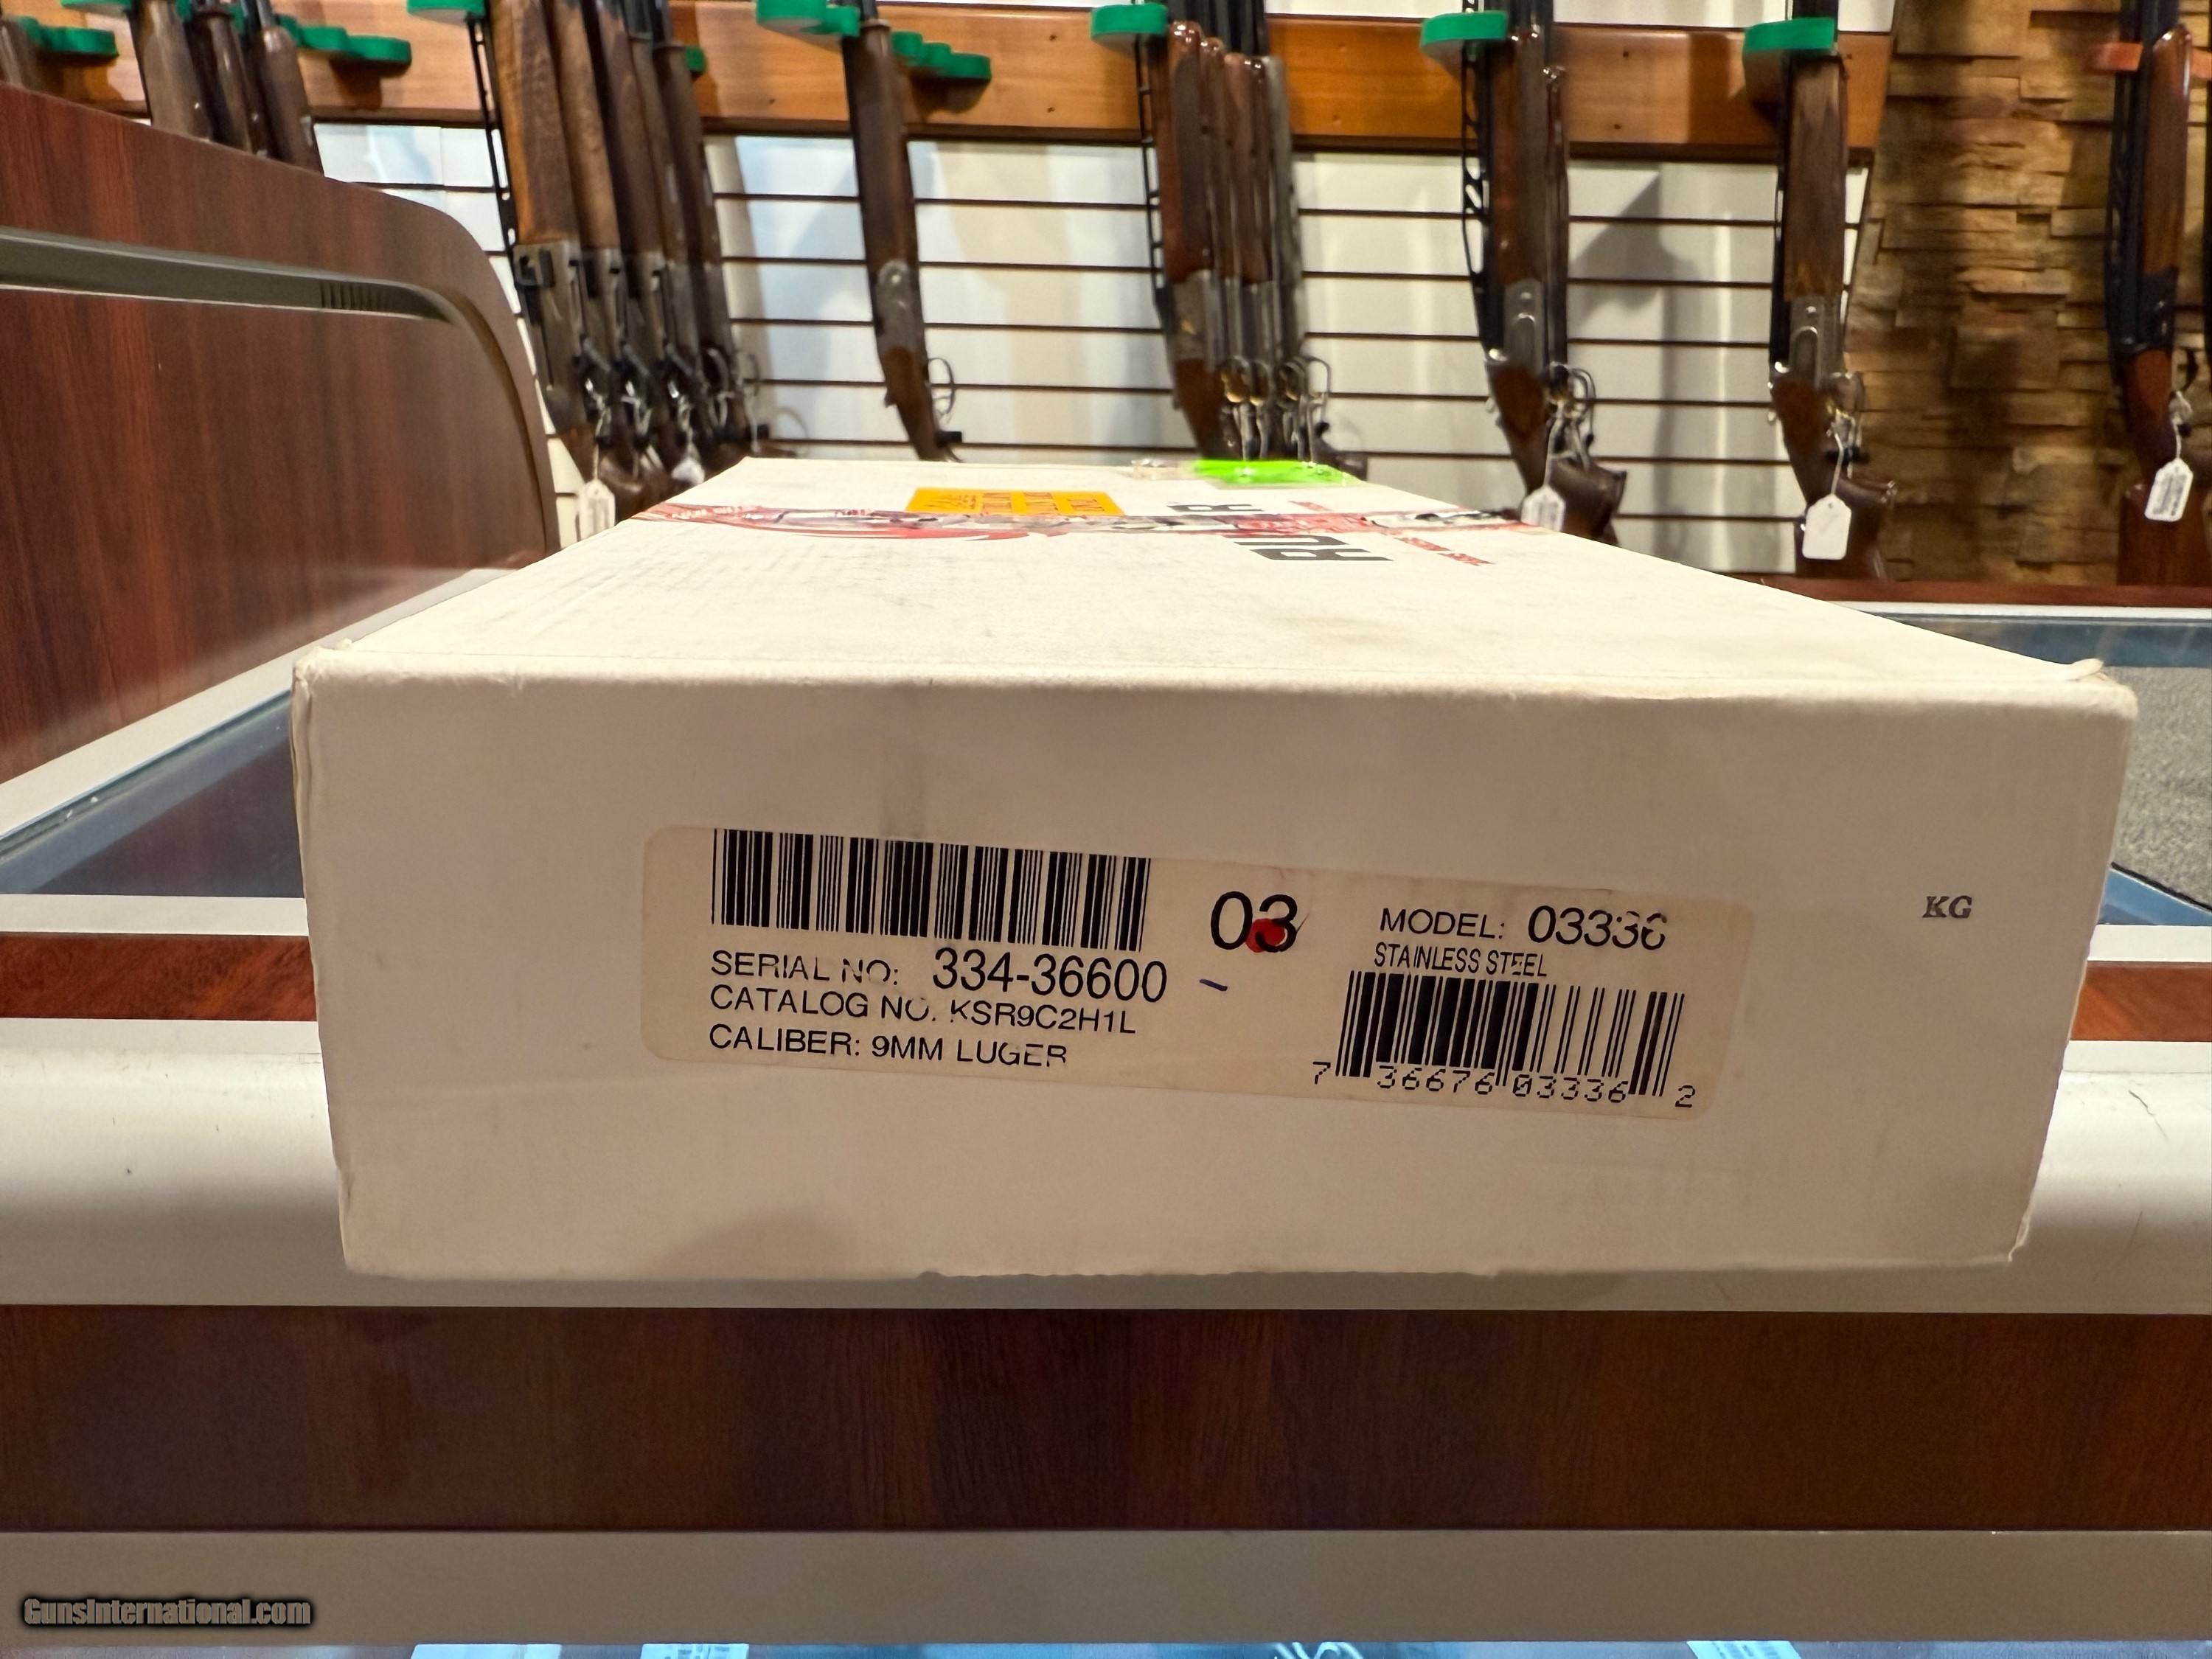 03
MODEL: 03336
STAINLESS STEEL
SERIAL NO: 334-36600
CATALOG NO. KSR9C2H1L
CALIBER: 9MM LUGER
7 36676 03336 2
KG
GunsInternational.com